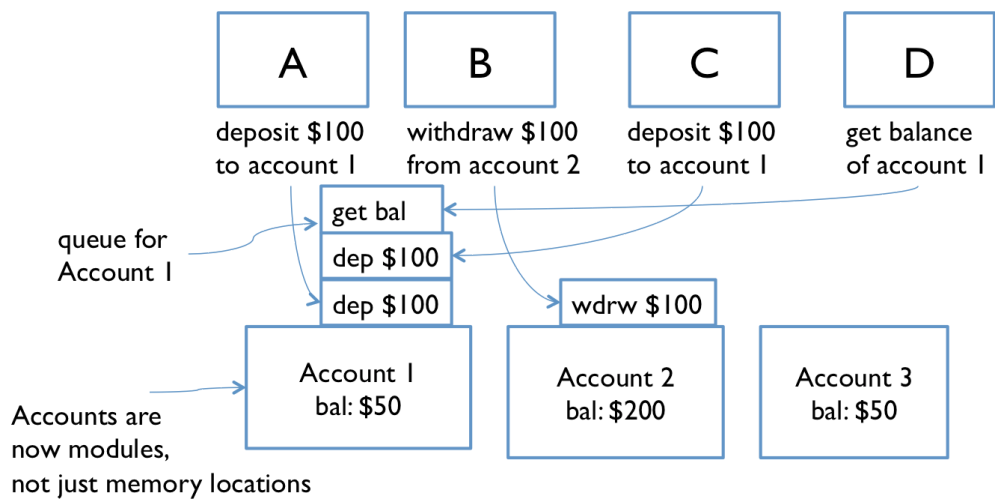 A
B
C
D
deposit $100
to account 1
withdraw $100
from account 2
deposit $100
to account 1
get balance
of account 1
get bal
queue for
Account 1
dep $100
dep $100
wdrw $100
Account 1
bal: $50
Account 2
bal: $200
Account 3
bal: $50
Accounts are
now modules,
not just memory locations